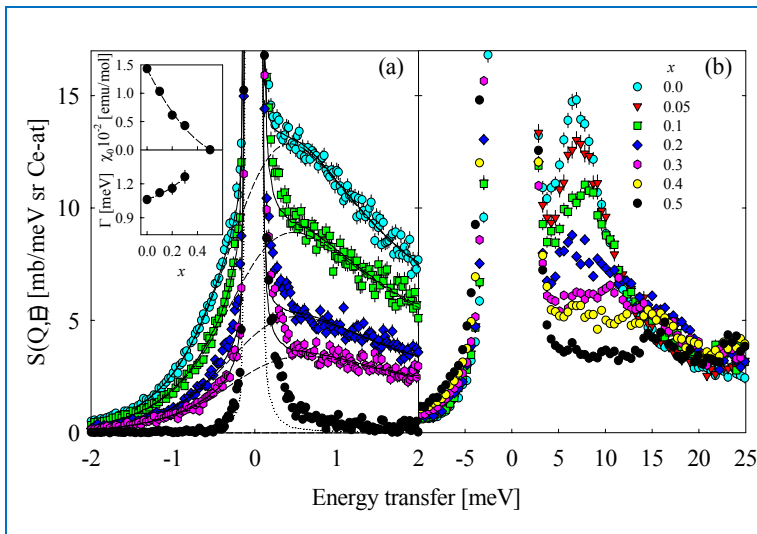 S(Q,⊟) [mb/meV sr Ce-at]
15
10
5
0
(a)
χ₀10⁻² [emu/mol]
1.5
1.0
0.5
0.0
Γ [meV]
1.2
0.9
0.0 0.4
x
(b)
x
0.0
0.05
0.1
0.2
0.3
0.4
0.5
-2 -1 0 1 2 -5 0 5 10 15 20 25
Energy transfer [meV]